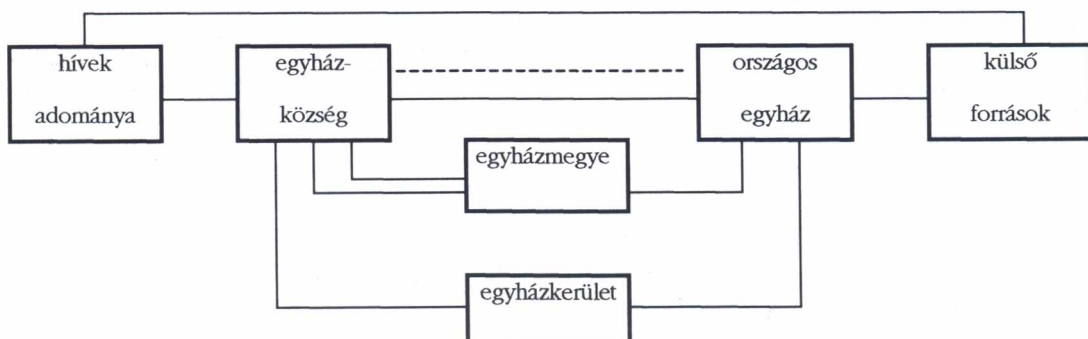 hívek
adománya
egyház-
község
országos
egyház
külső
források
egyházmegye
egyházkerület